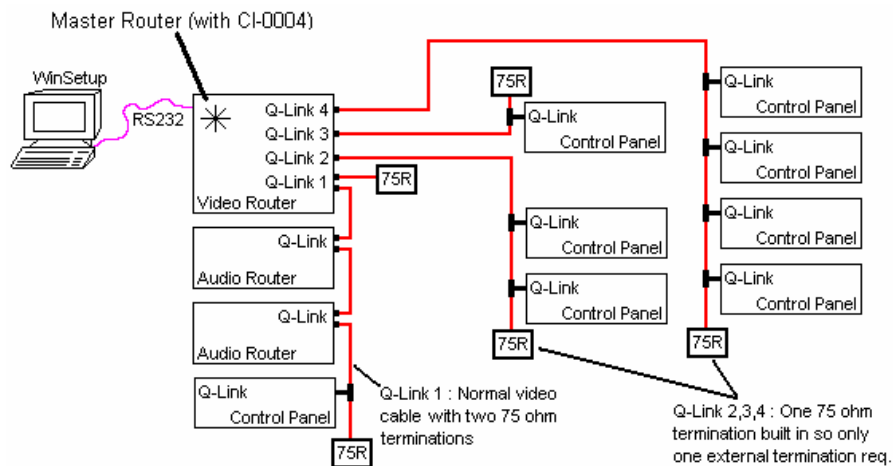 Master Router (with CI-0004)
WinSetup
RS232
Q-Link 4
Q-Link 3
Q-Link 2
Q-Link 1
Video Router
75R
Q-Link
Audio Router
Q-Link
Audio Router
Q-Link
Control Panel
75R
Q-Link 1 : Normal video
cable with two 75 ohm
terminations
75R
Q-Link
Control Panel
Q-Link
Control Panel
Q-Link
Control Panel
75R
Q-Link
Control Panel
Q-Link
Control Panel
Q-Link
Control Panel
Q-Link
Control Panel
75R
Q-Link 2,3,4 : One 75 ohm
termination built in so only
one external termination req.